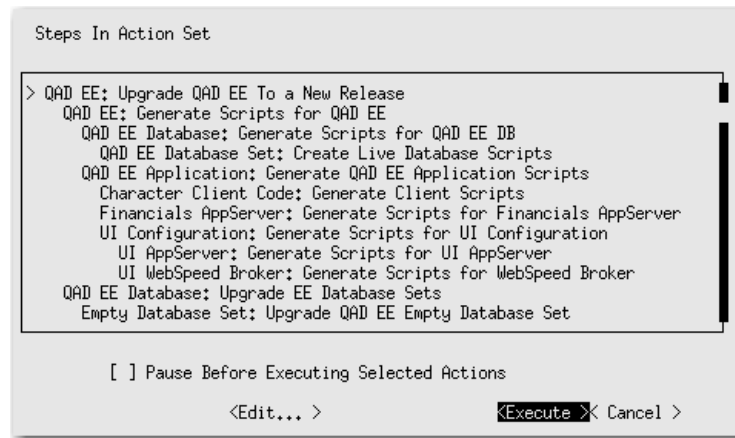 Steps In Action Set
> QAD EE: Upgrade QAD EE To a New Release
QAD EE: Generate Scripts for QAD EE
QAD EE Database: Generate Scripts for QAD EE DB
QAD EE Database Set: Create Live Database Scripts
QAD EE Application: Generate QAD EE Application Scripts
Character Client Code: Generate Client Scripts
Financials AppServer: Generate Scripts for Financials AppServer
UI Configuration: Generate Scripts for UI Configuration
UI AppServer: Generate Scripts for UI AppServer
UI WebSpeed Broker: Generate Scripts for WebSpeed Broker
QAD EE Database: Upgrade EE Database Sets
Empty Database Set: Upgrade QAD EE Empty Database Set
[ ] Pause Before Executing Selected Actions
<Edit... > <Execute >< Cancel >